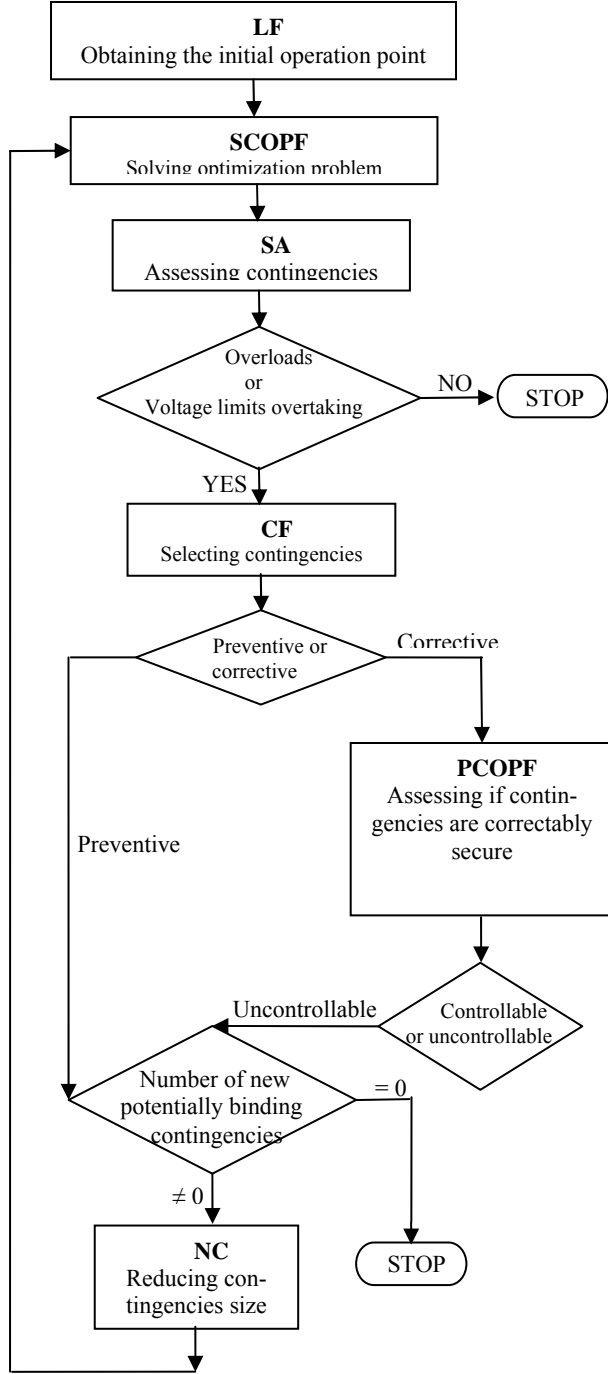 LF
Obtaining the initial operation point
SCOPF
Solving optimization problem
SA
Assessing contingencies
Overloads
or
Voltage limits overtaking
NO
STOP
YES
CF
Selecting contingencies
Preventive or
corrective
Corrective
PCOPF
Assessing if contin-
gencies are correctably
secure
Preventive
Controllable
or uncontrollable
Uncontrollable
Number of new
potentially binding
contingencies
= 0
≠ 0
STOP
NC
Reducing con-
tingencies size